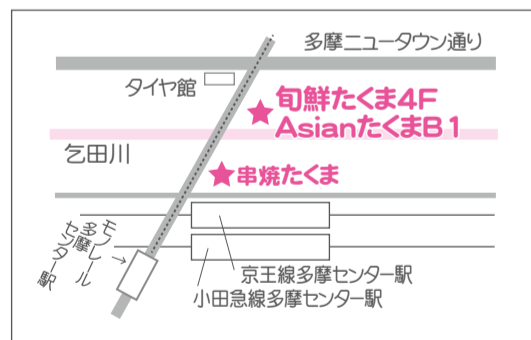 多摩ニュータウン通り
タイヤ館
旬鮮たくま4F
AsianたくまB1
乞田川
串焼たくま
モノレール
多摩
センター駅
京王線多摩センター駅
小田急線多摩センター駅